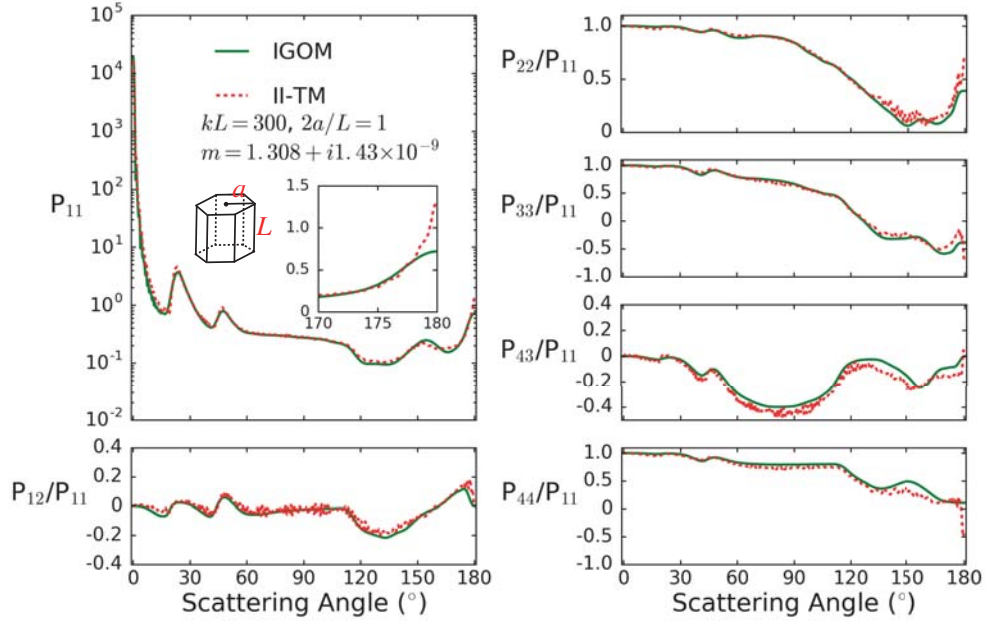 10^5
10^4
10^3
10^2
10^1
10^0
10^-1
10^-2
P11
IGOM
II-TM
kL=300, 2a/L=1
m=1.308+i1.43×10^-9
a
L
1.5
1.0
0.5
0
170 175 180
0.4
0.2
0
-0.2
-0.4
P12/P11
0 30 60 90 120 150 180
Scattering Angle (°)
1.0
0.5
0
P22/P11
1.0
0.5
0
-0.5
-1.0
P33/P11
0.4
0.2
0
-0.2
-0.4
P43/P11
1.0
0.5
0
0.5
1.0
P44/P11
0 30 60 90 120 150 180
Scattering Angle (°)